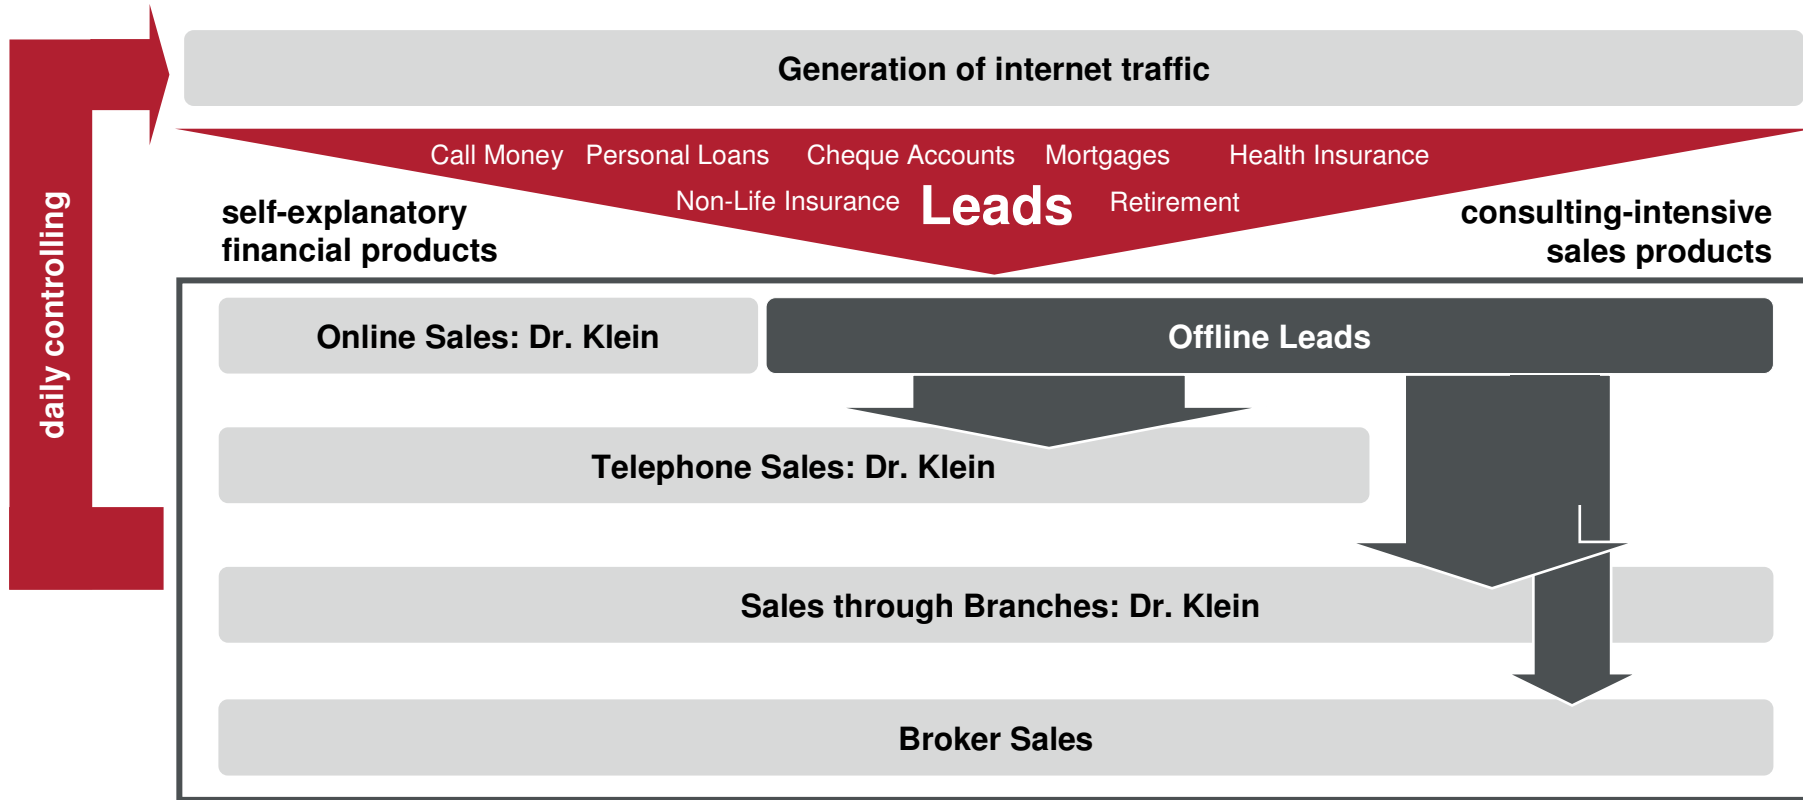 Generation of internet traffic
Call Money Personal Loans Cheque Accounts Mortgages Health Insurance
Non-Life Insurance Leads Retirement
self-explanatory
financial products
consulting-intensive
sales products
daily controlling
Online Sales: Dr. Klein
Offline Leads
Telephone Sales: Dr. Klein
Sales through Branches: Dr. Klein
Broker Sales